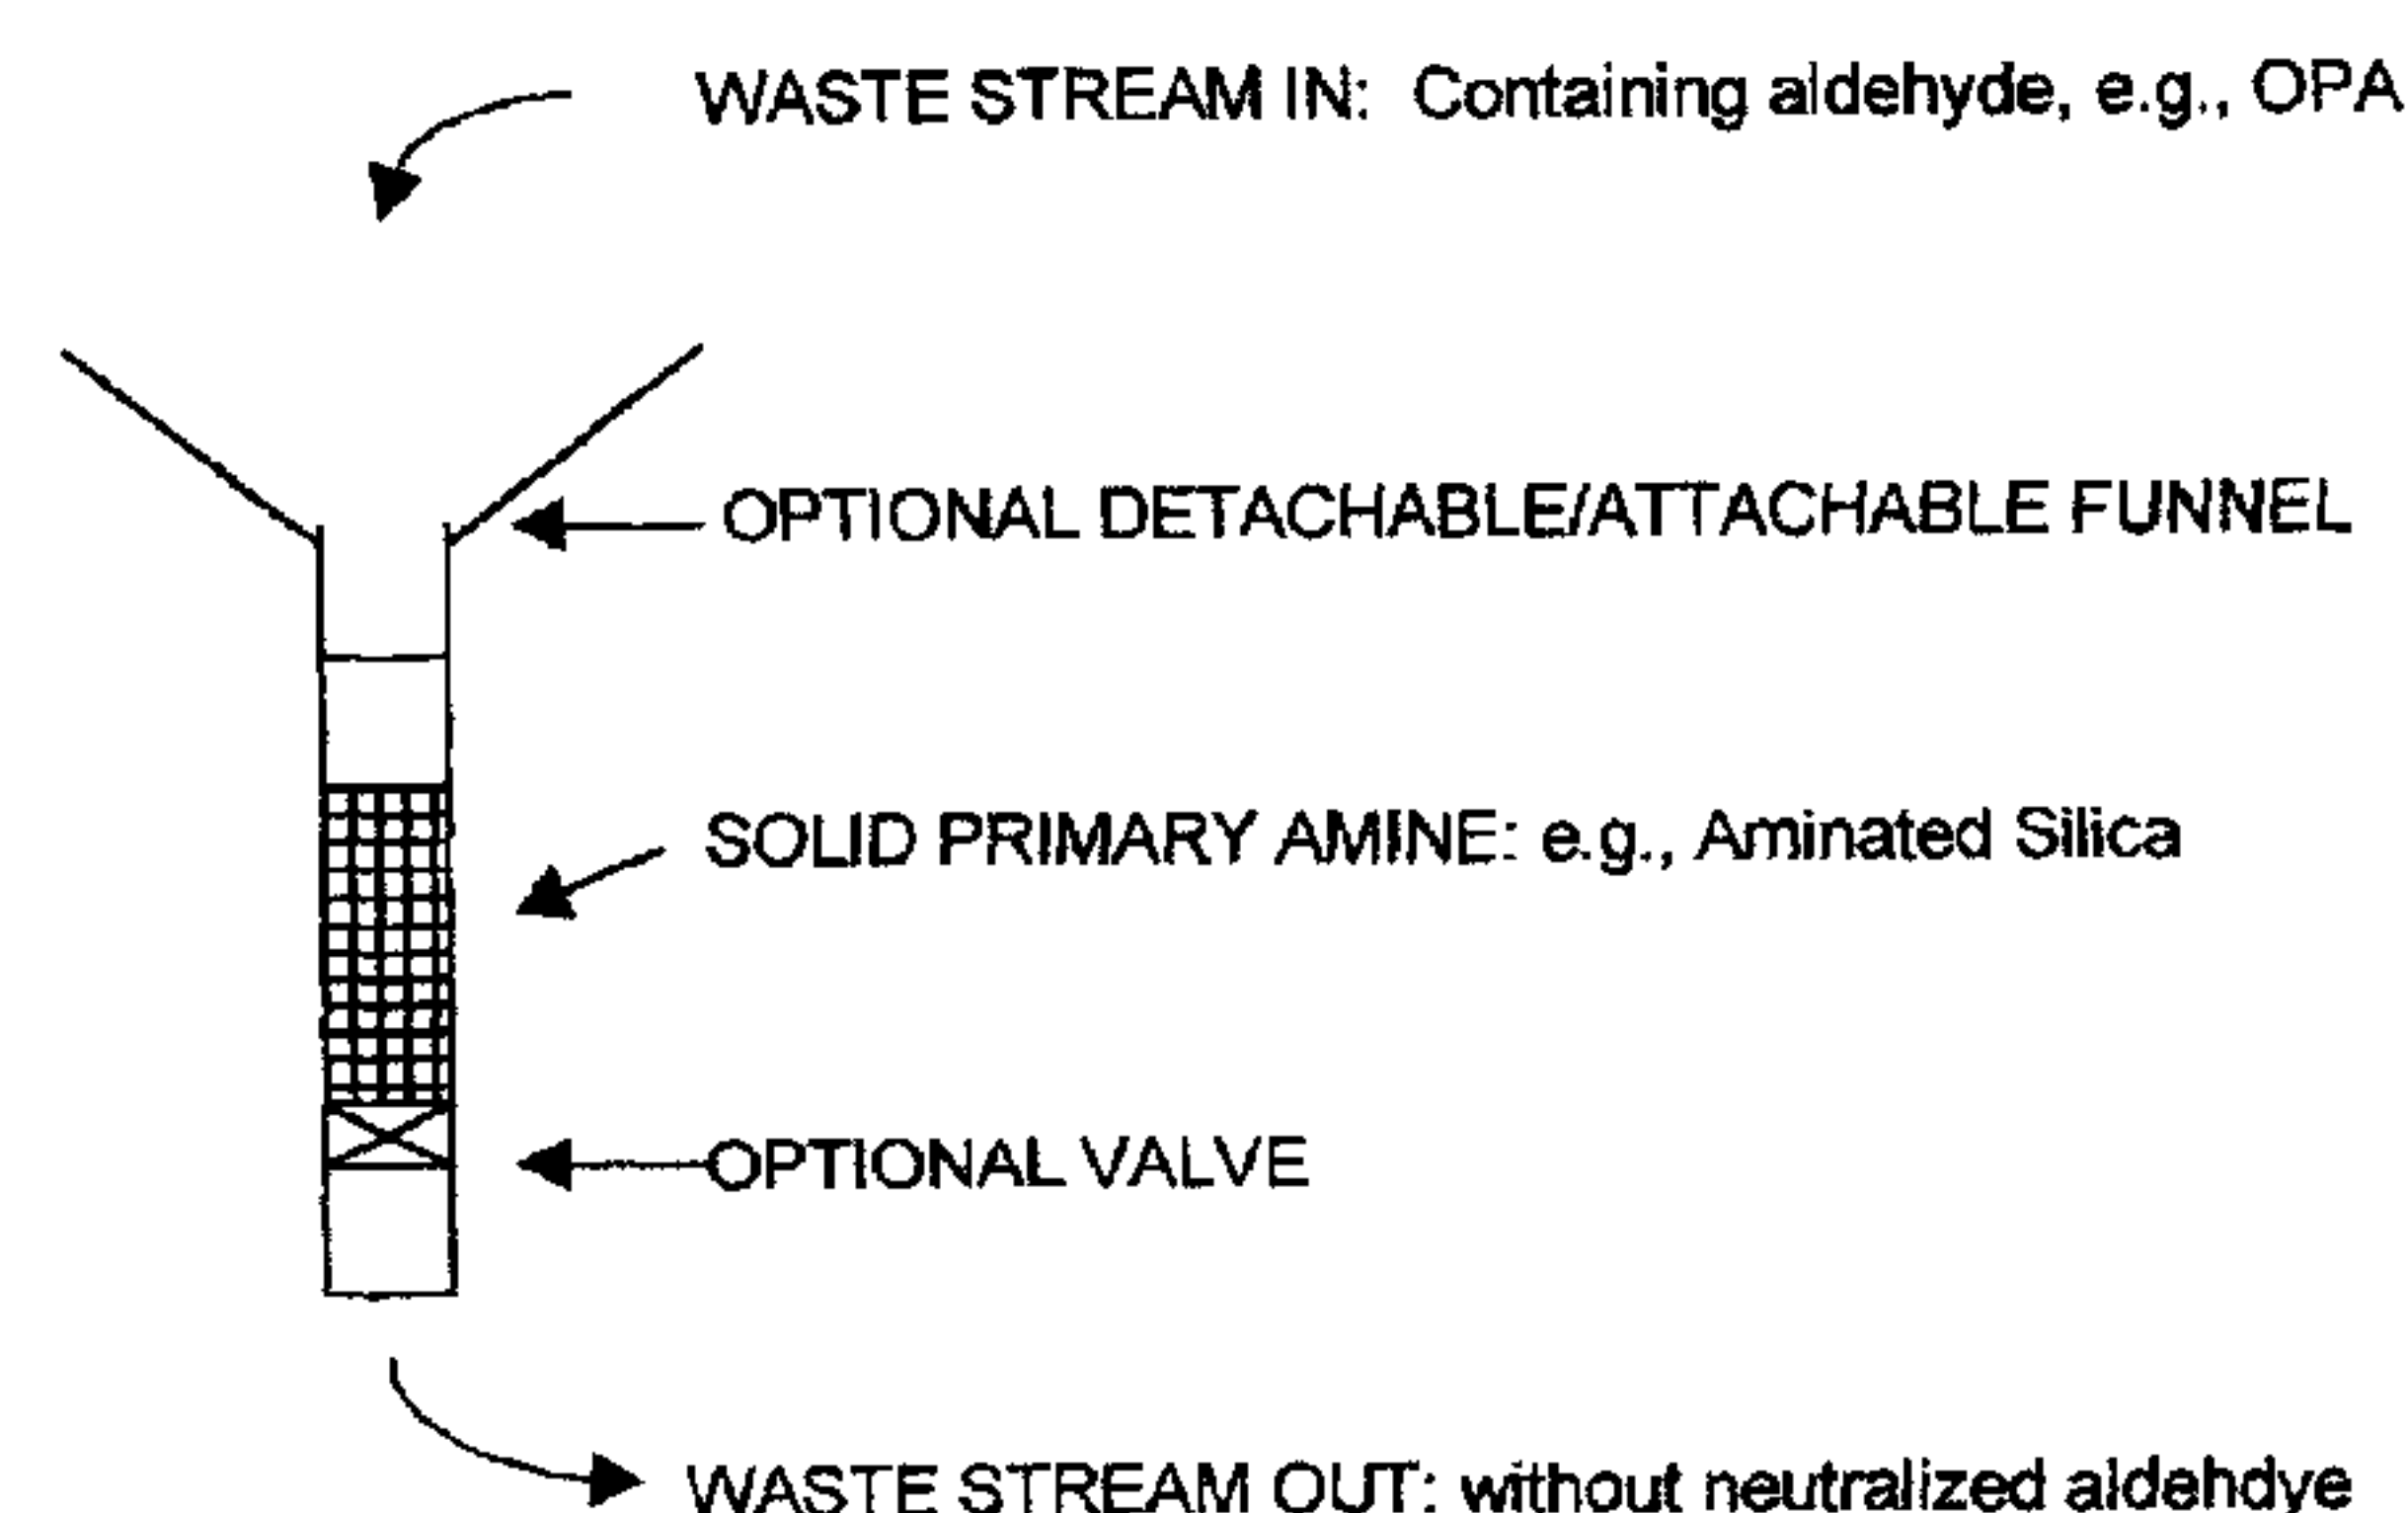 WASTE STREAM IN: Containing aldehyde, e.g., OPA
OPTIONAL DETACHABLE/ATTACHABLE FUNNEL
SOLID PRIMARY AMINE: e.g., Aminated Silica
OPTIONAL VALVE
WASTE STREAM OUT: without neutralized aldehdye